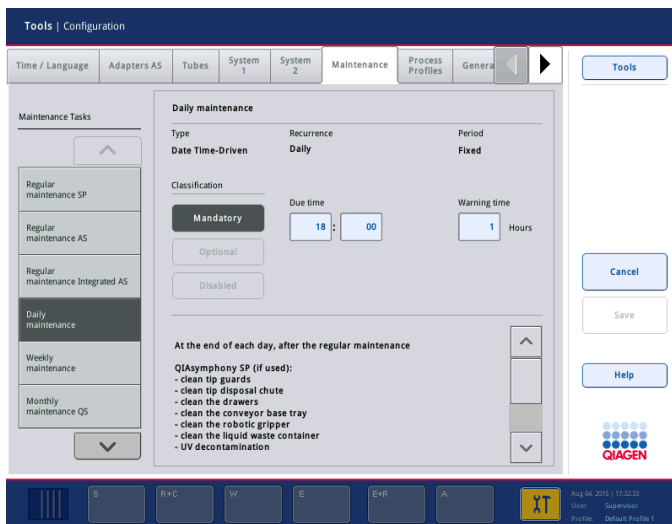 Tools | Configuration
Time / Language
Adapters AS
Tubes
System
1
System
2
Maintenance
Process
Profiles
Genera
Tools
Maintenance Tasks
Regular
maintenance SP
Regular
maintenance AS
Regular
maintenance Integrated AS
Daily
maintenance
Weekly
maintenance
Monthly
maintenance QS
Daily maintenance
Type
Recurrence
Period
Date Time-Driven
Daily
Fixed
Classification
Mandatory
Optional
Disabled
Due time
18 : 00
Warning time
1 Hours
At the end of each day, after the regular maintenance
QIAsymphony SP (if used):
- clean tip guards
- clean tip disposal chute
- clean the drawers
- clean the conveyor base tray
- clean the robotic gripper
- clean the liquid waste container
- UV decontamination
Cancel
Save
Help
QIAGEN
S
R+C
W
E
E+R
A
Aug 04, 2015 | 17:32:33
User: Supervisor
Profile: Default Profile 1